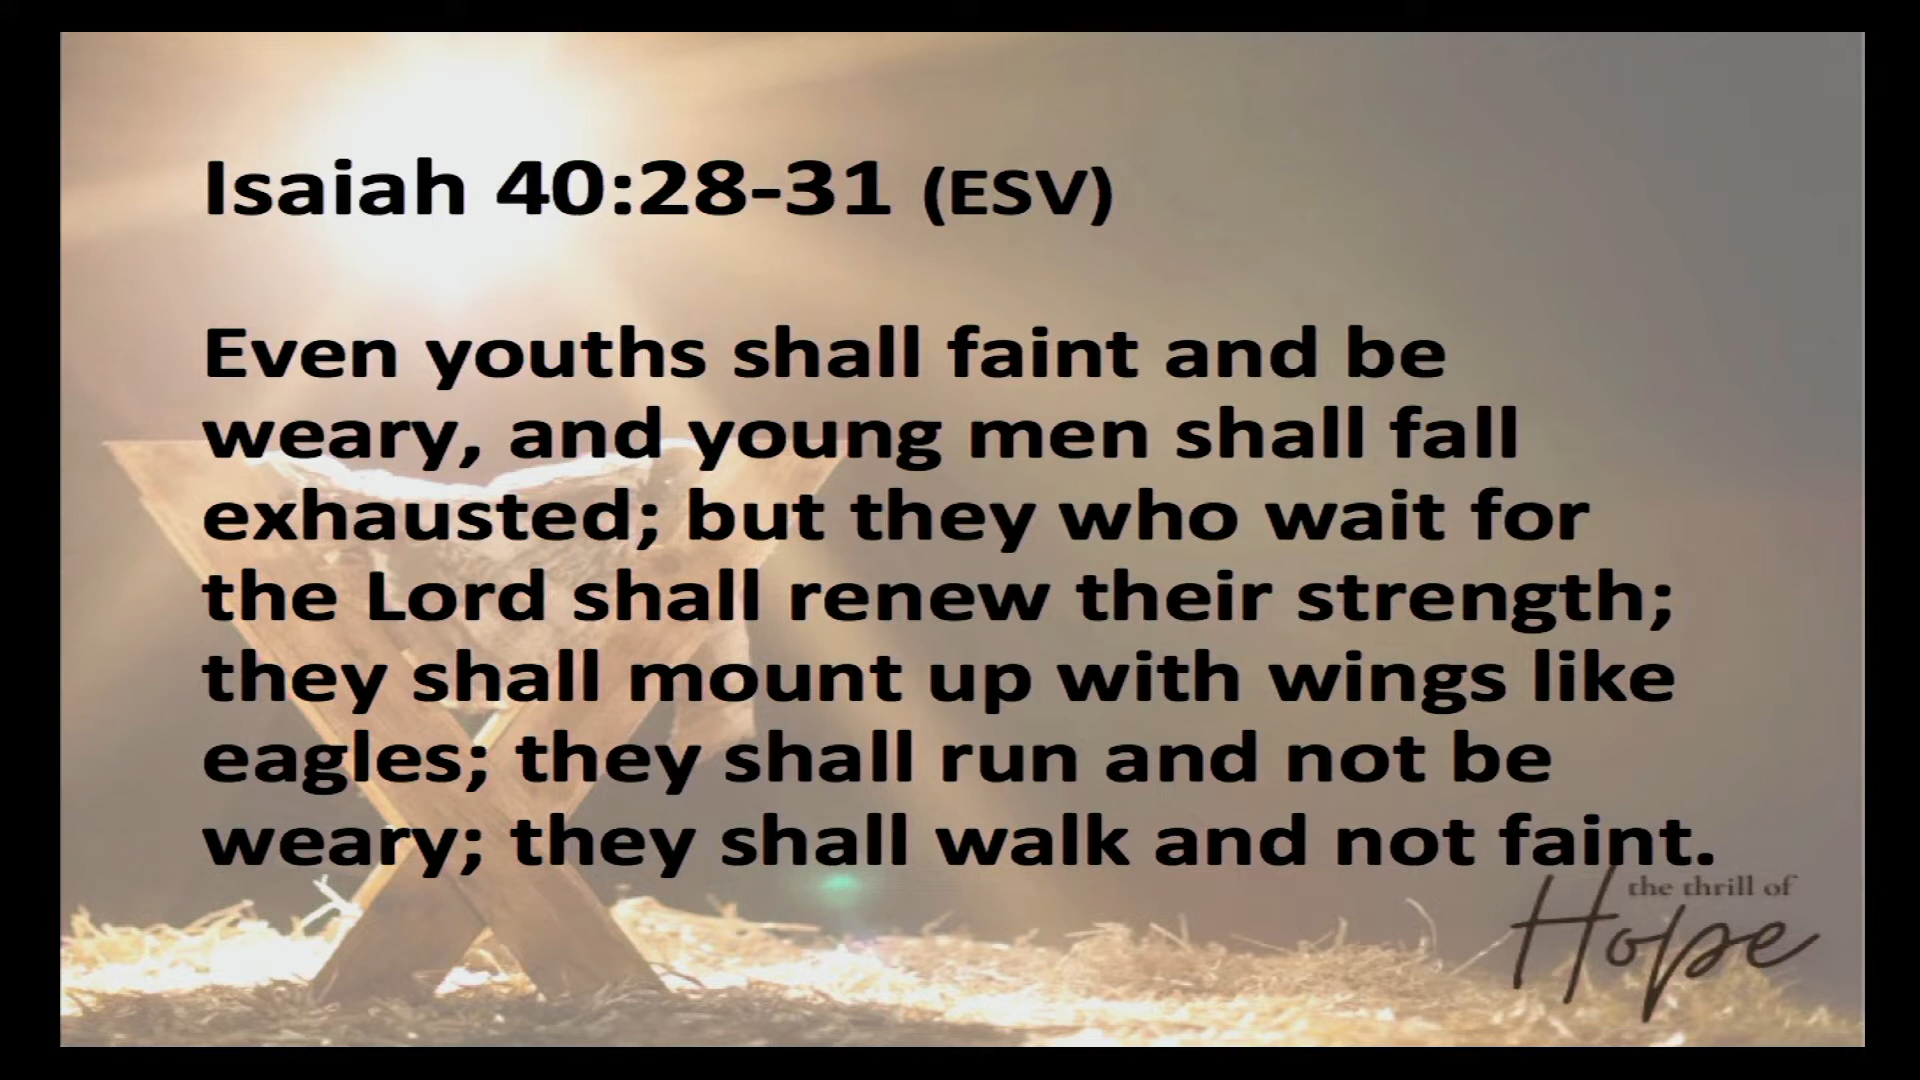 Isaiah 40:28-31 (ESV)
Even youths shall faint and be
weary, and young men shall fall
exhausted; but they who wait for
the Lord shall renew their strength;
they shall mount up with wings like
eagles; they shall run and not be
weary; they shall walk and not faint.
the thrill of
Hope